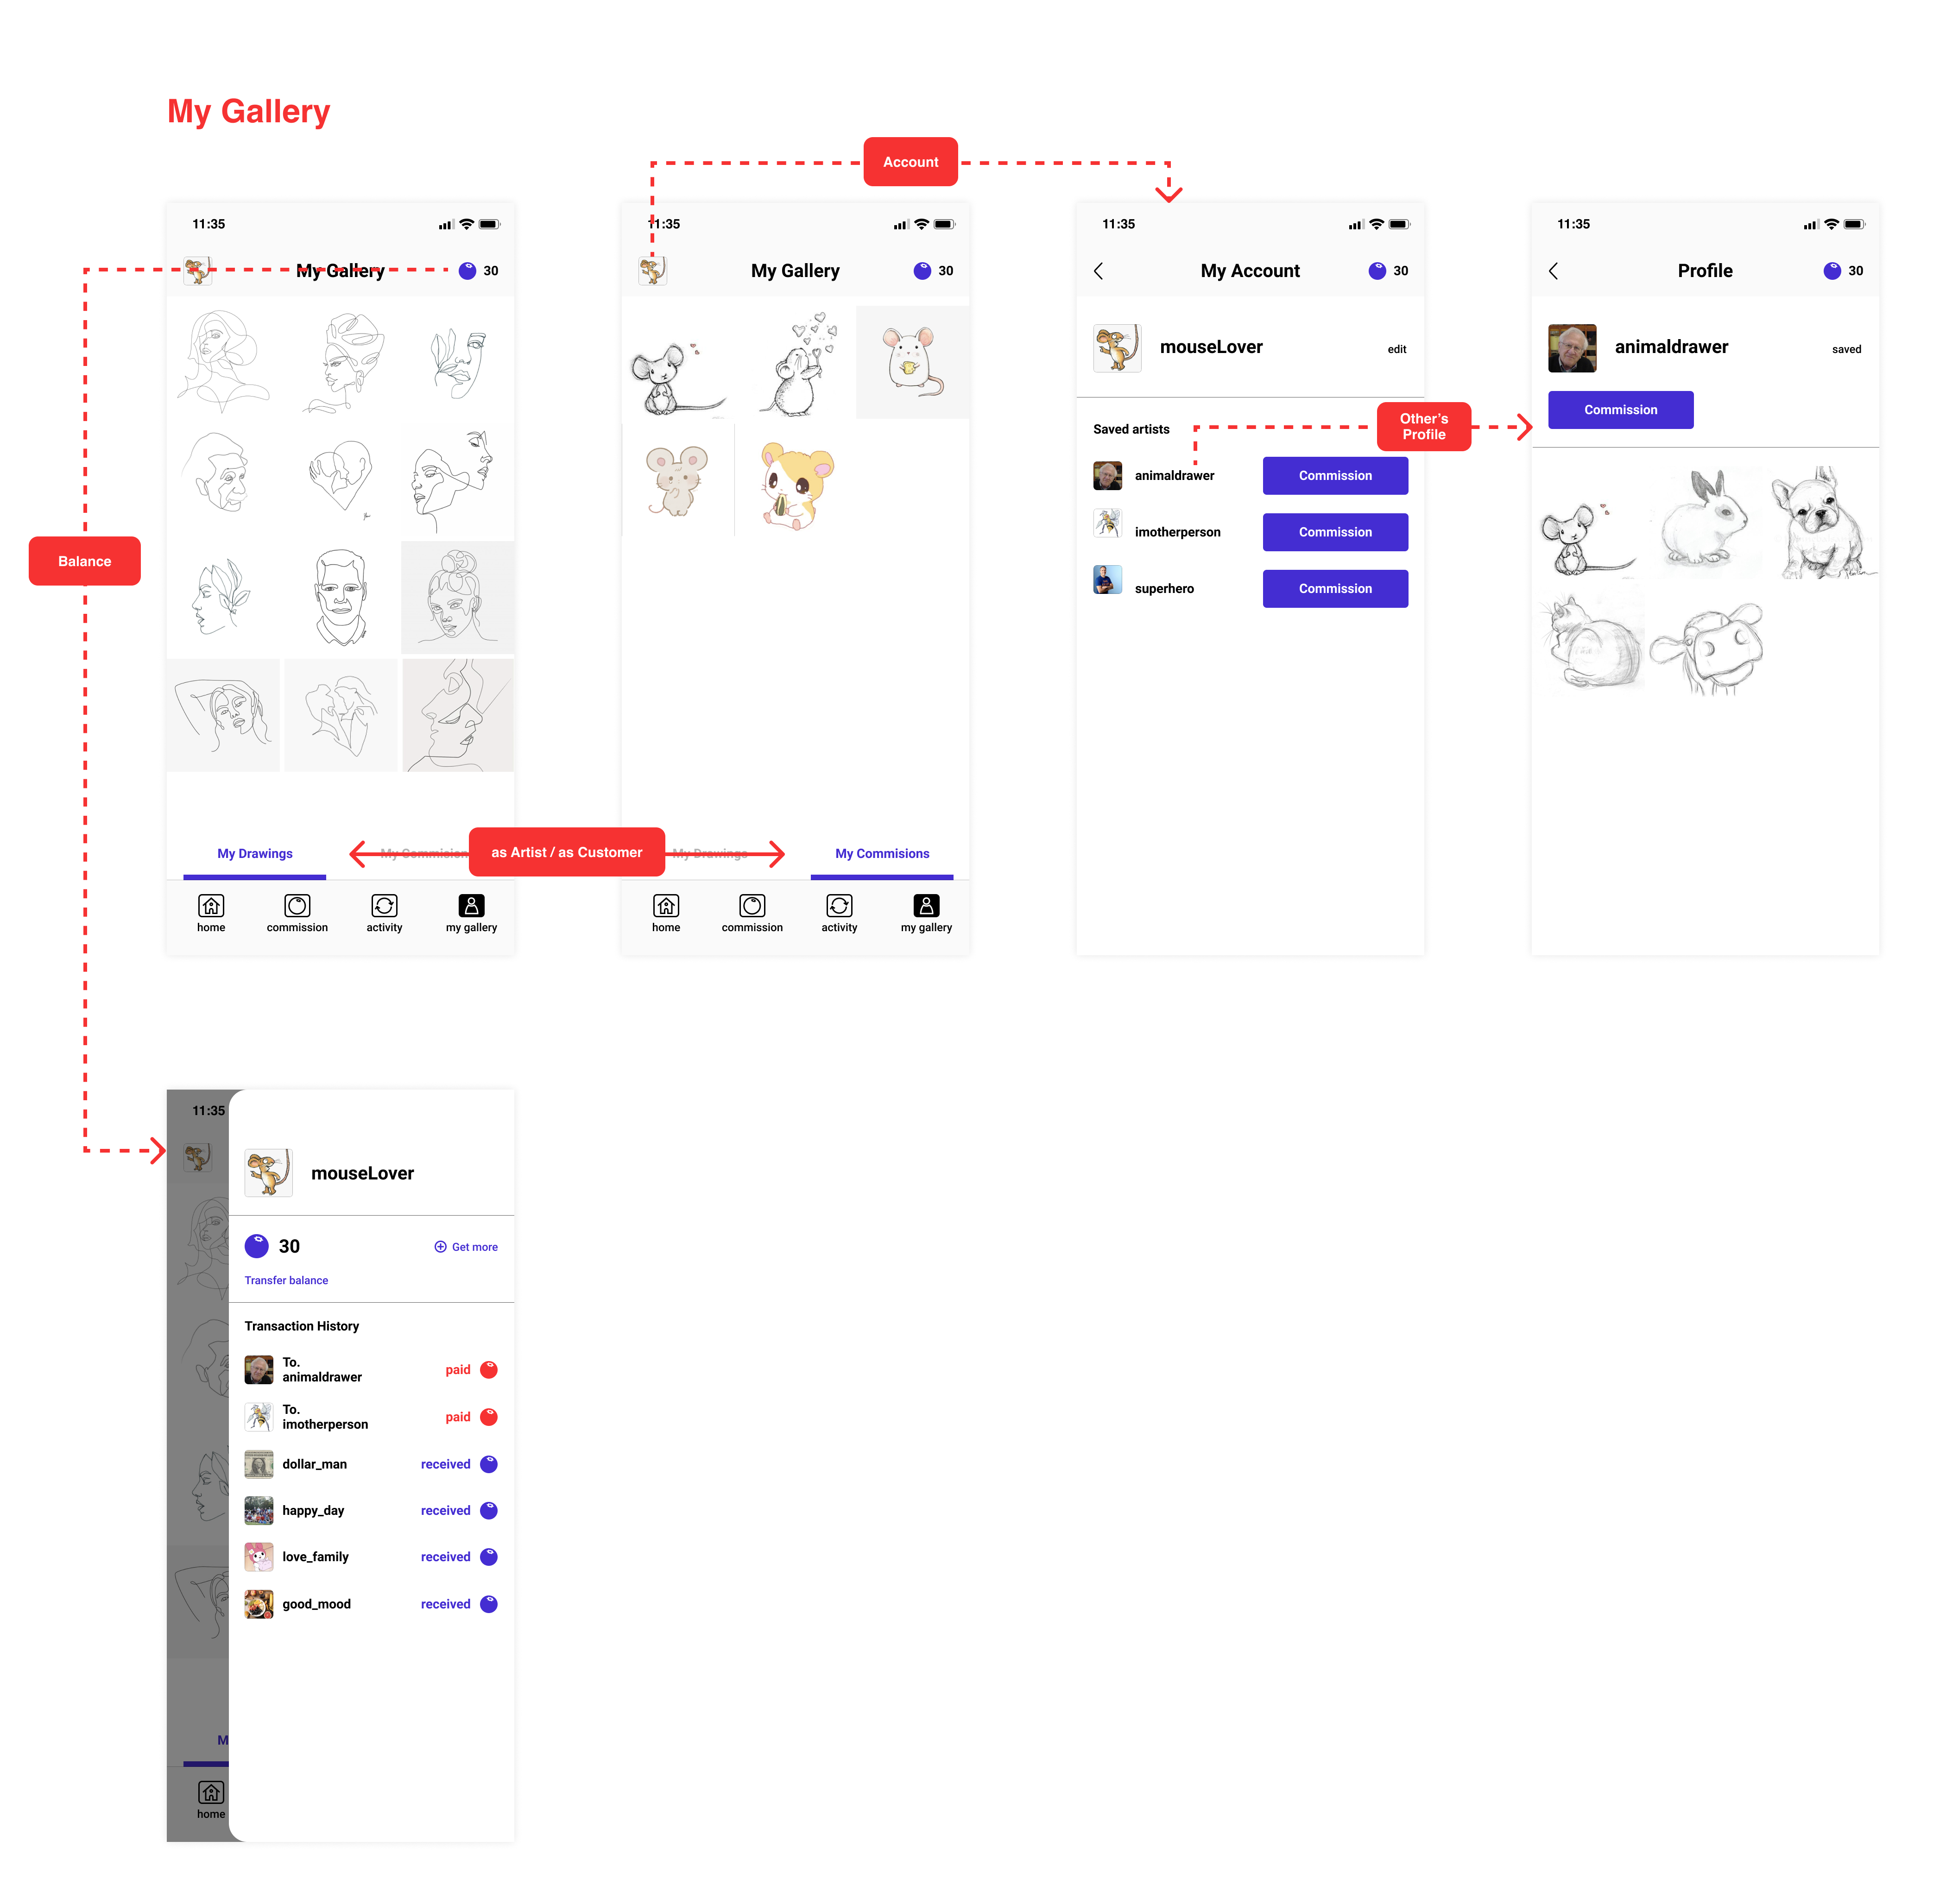 My Gallery
Account
11:35
My Gallery
30
Balance
My Drawings
My Commisions
home
commission
activity
my gallery
as Artist / as Customer
11:35
My Gallery
30
My Drawings
My Commisions
home
commission
activity
my gallery
11:35
My Account
30
mouseLover
edit
Saved artists
animaldrawer
Commission
imotherperson
Commission
superhero
Commission
Other's
Profile
11:35
Profile
30
animaldrawer
saved
Commission
11:35
mouseLover
30
Get more
Transfer balance
Transaction History
To.
animaldrawer
paid
To.
imotherperson
paid
dollar_man
received
happy_day
received
love_family
received
good_mood
received
M
home